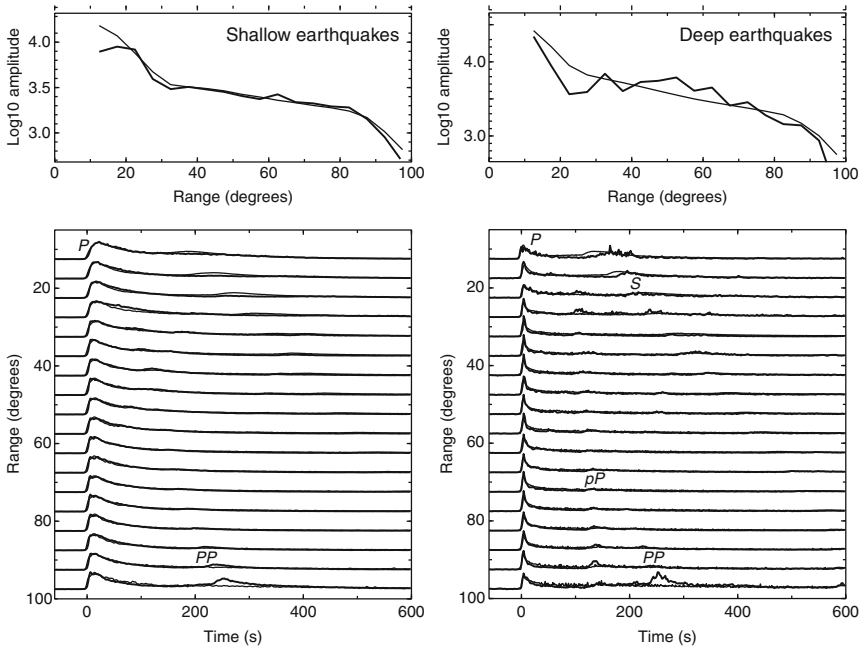 Shallow earthquakes
Log10 amplitude
4.0
3.5
3.0
0 20 40 60 80 100
Range (degrees)
Deep earthquakes
Log10 amplitude
4.0
3.0
0 20 40 60 80 100
Range (degrees)
P
PP
Range (degrees)
20
40
60
80
100
0 200 400 600
Time (s)
P
S
pP
PP
Range (degrees)
20
40
60
80
100
0 200 400 600
Time (s)